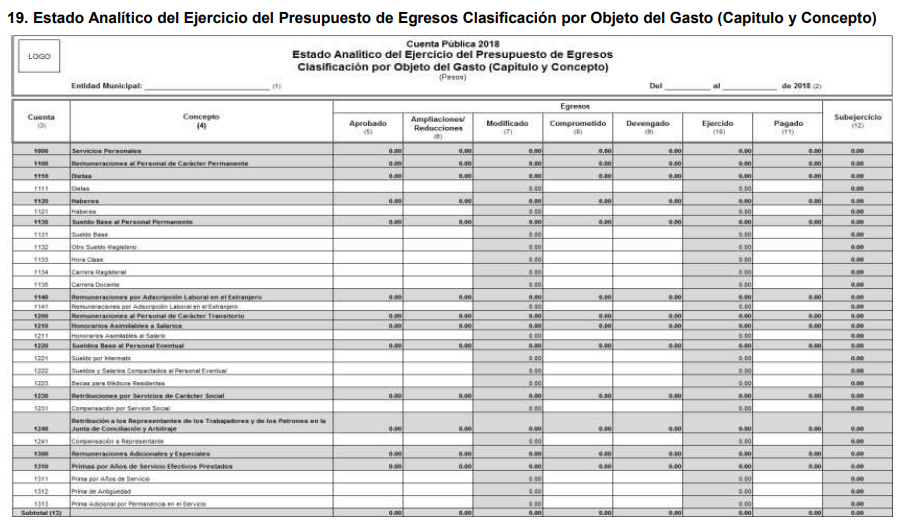 19. Estado Analítico del Ejercicio del Presupuesto de Egresos Clasificación por Objeto del Gasto (Capitulo y Concepto)
LOGO
Cuenta Pública 2018
Estado Analítico del Ejercicio del Presupuesto de Egresos
Clasificación por Objeto del Gasto (Capítulo y Concepto)
(Pesos)
Entidad Municipal: ____________________ (1) Del ______ al ________ de 2018 (2)
Egresos
Cuenta (3) Concepto (4) Aprobado (5) Ampliaciones/ Reducciones (6) Modificado (7) Comprometido (8) Devengado (9) Ejercido (10) Pagado (11) Subejercicio (12)
1000 Servicios Personales 0.00 0.00 0.00 0.00 0.00 0.00 0.00 0.00
1100 Remuneraciones al Personal de Carácter Permanente 0.00 0.00 0.00 0.00 0.00 0.00 0.00 0.00
1110 Dietas 0.00 0.00 0.00 0.00 0.00 0.00 0.00 0.00
1111 Dietas 0.00 0.00 0.00
1120 Haberes 0.00 0.00 0.00 0.00 0.00 0.00 0.00 0.00
1121 Haberes 0.00 0.00 0.00
1130 Sueldo Base al Personal Permanente 0.00 0.00 0.00 0.00 0.00 0.00 0.00 0.00
1131 Sueldo Base 0.00 0.00 0.00
1132 Otro Sueldo Magisterio 0.00 0.00 0.00
1133 Hora Clase 0.00 0.00 0.00
1134 Carrera Magisterial 0.00 0.00 0.00
1135 Carrera Docente 0.00 0.00 0.00
1140 Remuneraciones por Adscripción Laboral en el Extranjero 0.00 0.00 0.00 0.00 0.00 0.00 0.00 0.00
1141 Remuneraciones por Adscripción Laboral en el Extranjero 0.00 0.00 0.00
1200 Remuneraciones al Personal de Carácter Transitorio 0.00 0.00 0.00 0.00 0.00 0.00 0.00 0.00
1210 Honorarios Asimilables a Salarios 0.00 0.00 0.00 0.00 0.00 0.00 0.00 0.00
1211 Honorarios Asimilables al Salario 0.00 0.00 0.00
1220 Sueldos Base al Personal Eventual 0.00 0.00 0.00 0.00 0.00 0.00 0.00 0.00
1221 Sueldo por Interinato 0.00 0.00 0.00
1222 Sueldos y Salarios Compactados al Personal Eventual 0.00 0.00 0.00
1223 Becas para Médicos Residentes 0.00 0.00 0.00
1230 Retribuciones por Servicios de Carácter Social 0.00 0.00 0.00 0.00 0.00 0.00 0.00 0.00
1231 Compensación por Servicio Social 0.00 0.00 0.00
Retribución a los Representantes de los Trabajadores y de los Patrones en la
1240 Junta de Conciliación y Arbitraje 0.00 0.00 0.00 0.00 0.00 0.00 0.00 0.00
1241 Compensación a Representante 0.00 0.00 0.00
1300 Remuneraciones Adicionales y Especiales 0.00 0.00 0.00 0.00 0.00 0.00 0.00 0.00
1310 Primas por Años de Servicio Efectivos Prestados 0.00 0.00 0.00 0.00 0.00 0.00 0.00 0.00
1311 Prima por Años de Servicio 0.00 0.00 0.00
1312 Prima de Antigüedad 0.00 0.00 0.00
1313 Prima Adicional por Permanencia en el Servicio 0.00 0.00 0.00
Subtotal (13) 0.00 0.00 0.00 0.00 0.00 0.00 0.00 0.00